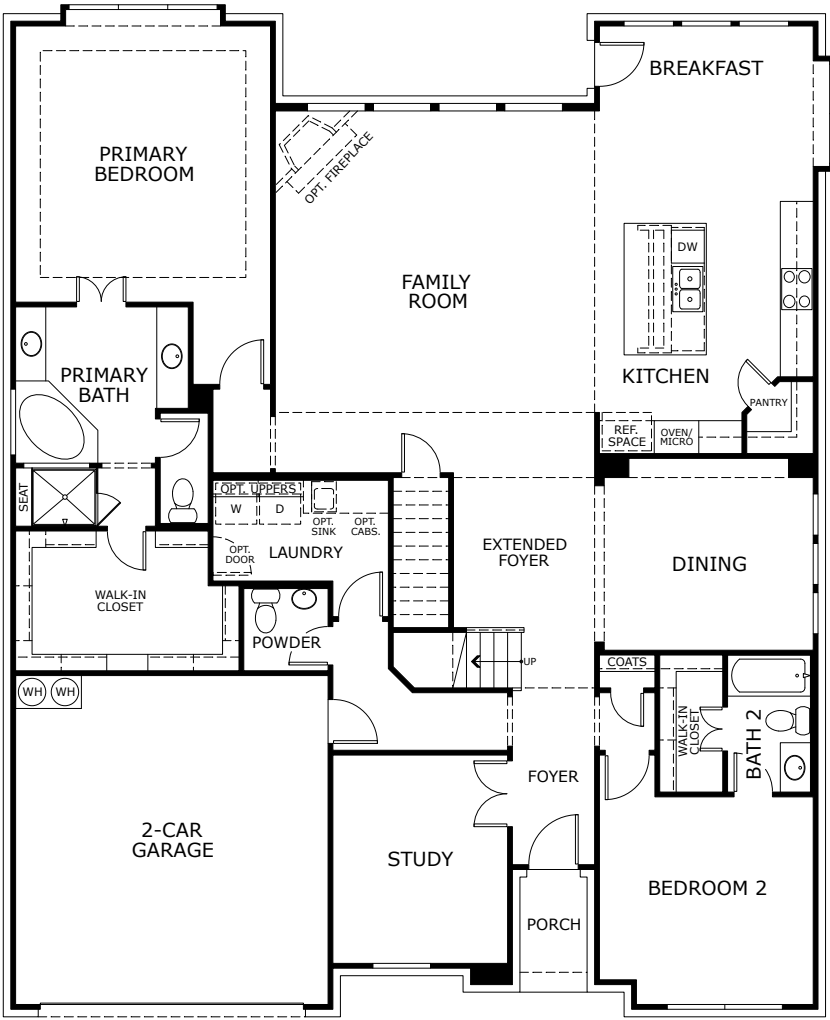 BREAKFAST
PRIMARY
BEDROOM
OPT. FIREPLACE
DW
FAMILY
ROOM
KITCHEN
PRIMARY
BATH
PANTRY
REF.
SPACE
OVEN/
MICRO
SEAT
OPT. UPPERS
W
D
OPT.
SINK
OPT.
CABS.
OPT.
DOOR
LAUNDRY
EXTENDED
FOYER
DINING
WALK-IN
CLOSET
POWDER
UP
COATS
WH
WH
WALK-IN
CLOSET
BATH 2
FOYER
2-CAR
GARAGE
STUDY
BEDROOM 2
PORCH